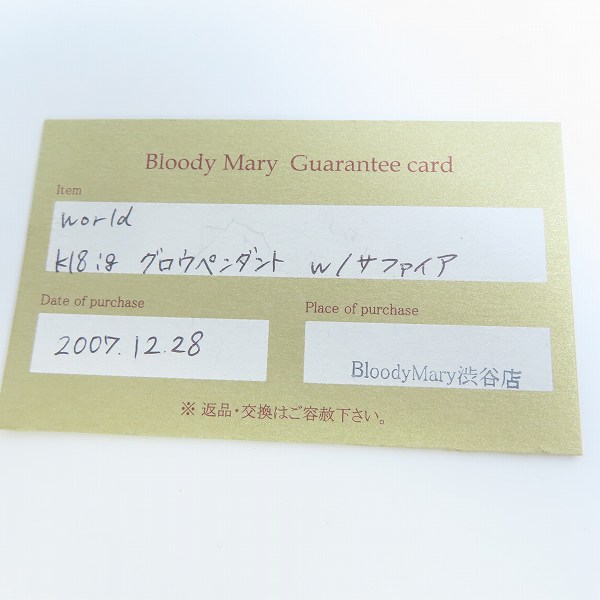 Bloody Mary Guarantee card
Item
world
K18ig グロウペンダント w/サファイア
Date of purchase
Place of purchase
2007.12.28
BloodyMary渋谷店
※ 返品・交換はご容赦下さい。